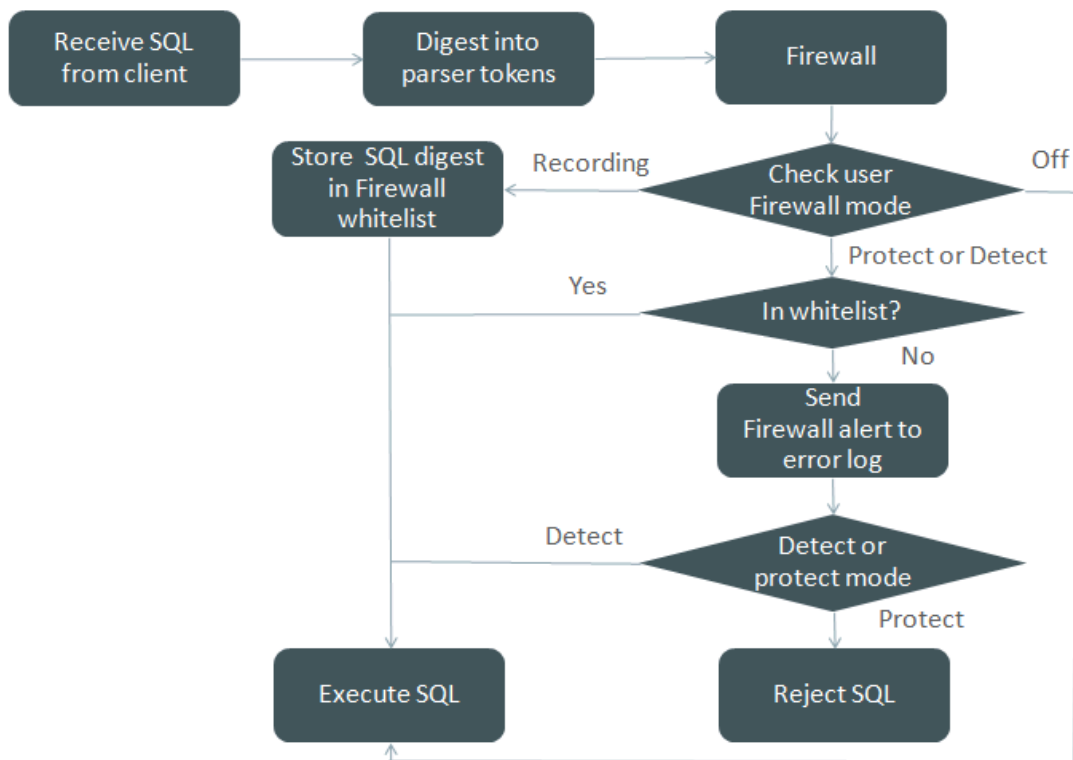 Receive SQL
from client
Digest into
parser tokens
Firewall
Store SQL digest
in Firewall
whitelist
Recording
Check user
Firewall mode
Off
Protect or Detect
Yes
In whitelist?
No
Send
Firewall alert to
error log
Detect
Detect or
protect mode
Protect
Execute SQL
Reject SQL